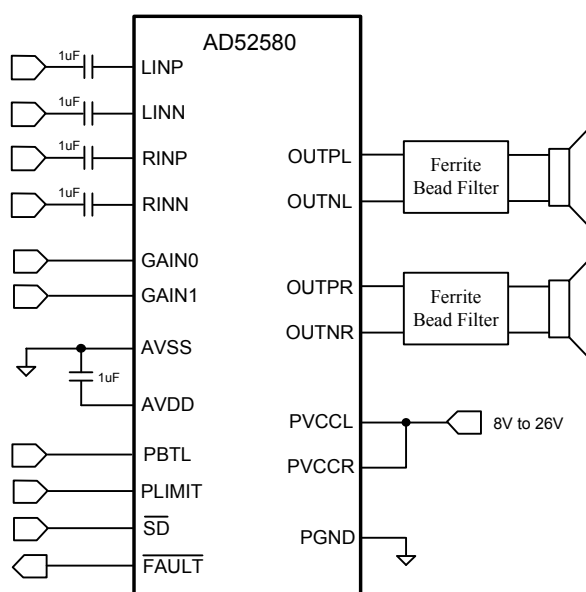 AD52580
1uF
LINP
1uF
LINN
1uF
RINP
1uF
RINN
GAIN0
GAIN1
AVSS
1uF
AVDD
PBTL
PLIMIT
SD
FAULT
OUTPL
OUTNL
Ferrite
Bead Filter
OUTPR
OUTNR
Ferrite
Bead Filter
PVCCL
8V to 26V
PVCCR
PGND